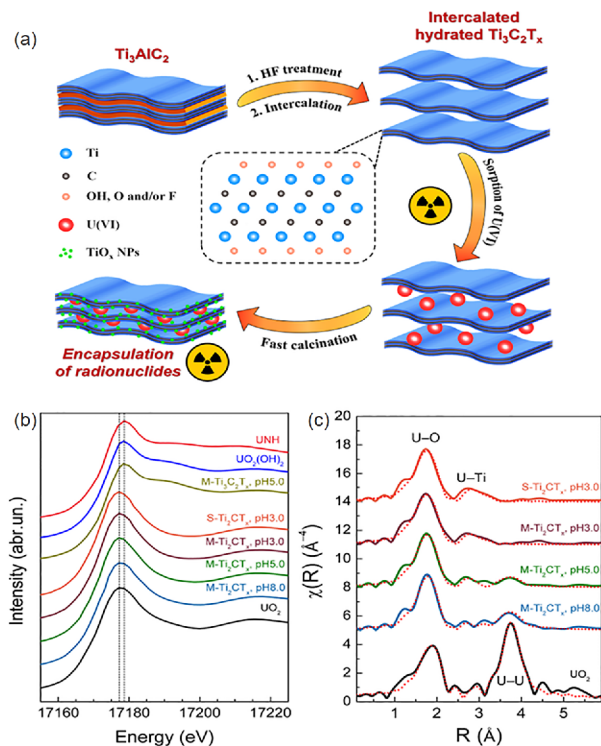 (a)
Ti₃AlC₂
1. HF treatment
2. Intercalation
Intercalated
hydrated Ti₃C₂Tₓ
Ti
C
OH, O and/or F
U(VI)
TiOₓ NPs
Sorption of
U(VI)
Fast calcination
Encapsulation
of radionuclides
(b)
UNH
UO₂(OH)₂
M-Ti₃C₂Tₓ, pH5.0
S-Ti₂CTₓ, pH3.0
M-Ti₂CTₓ, pH3.0
M-Ti₂CTₓ, pH5.0
M-Ti₂CTₓ, pH8.0
UO₂
Intensity (abr.un.)
17160 17180 17200 17220
Energy (eV)
(c)
20
18
16
14
12
10
8
6
4
2
0
χ(R) (Å⁻⁴)
U–O
U–Ti
S-Ti₂CTₓ, pH3.0
M-Ti₂CTₓ, pH3.0
M-Ti₂CTₓ, pH5.0
M-Ti₂CTₓ, pH8.0
U–U
UO₂
1 2 3 4 5
R (Å)